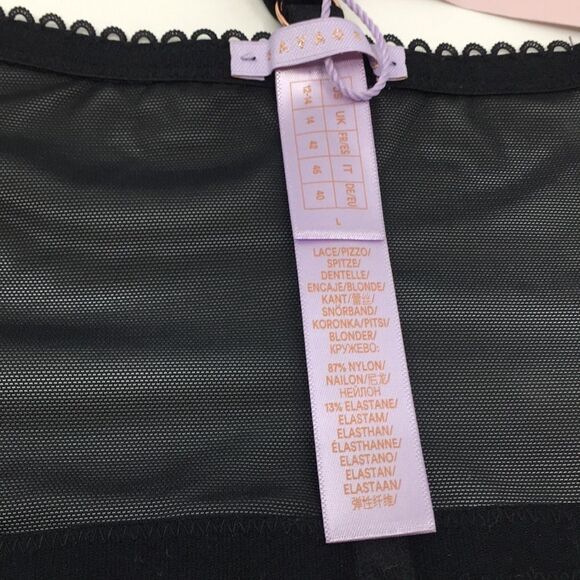 US UK FR/ES IT DE/EU
12-14 14 42 46 40
L
LACE/PIZZO/
SPITZE/
DENTELLE/
ENCAJE/BLONDE/
KANT/蕾丝/
SNÖRBAND/
KORONKA/PITSI/
BLONDER/
КРУЖЕВО:
87% NYLON/
NAILON/尼龙/
НЕЙЛОН
13% ELASTANE/
ELASTAM/
ELASTHAN/
ÉLASTHANNE/
ELASTANO/
ELASTAN/
ELASTAAN/
弹性纤维/